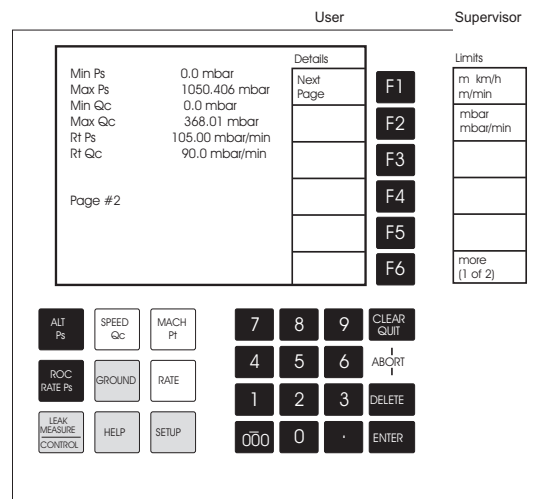 User
Supervisor
Details
Limits
Min Ps 0.0 mbar
Max Ps 1050.406 mbar
Min Qc 0.0 mbar
Max Qc 368.01 mbar
Rt Ps 105.00 mbar/min
Rt Qc 90.0 mbar/min
Page #2
Next
Page
F1
F2
F3
F4
F5
F6
m km/h
m/min
mbar
mbar/min
more
(1 of 2)
ALT
Ps
SPEED
Qc
MACH
Pt
7
8
9
CLEAR
QUIT
ROC
RATE Ps
GROUND
RATE
4
5
6
ABORT
1
2
3
DELETE
LEAK
MEASURE
CONTROL
HELP
SETUP
000
0
.
ENTER